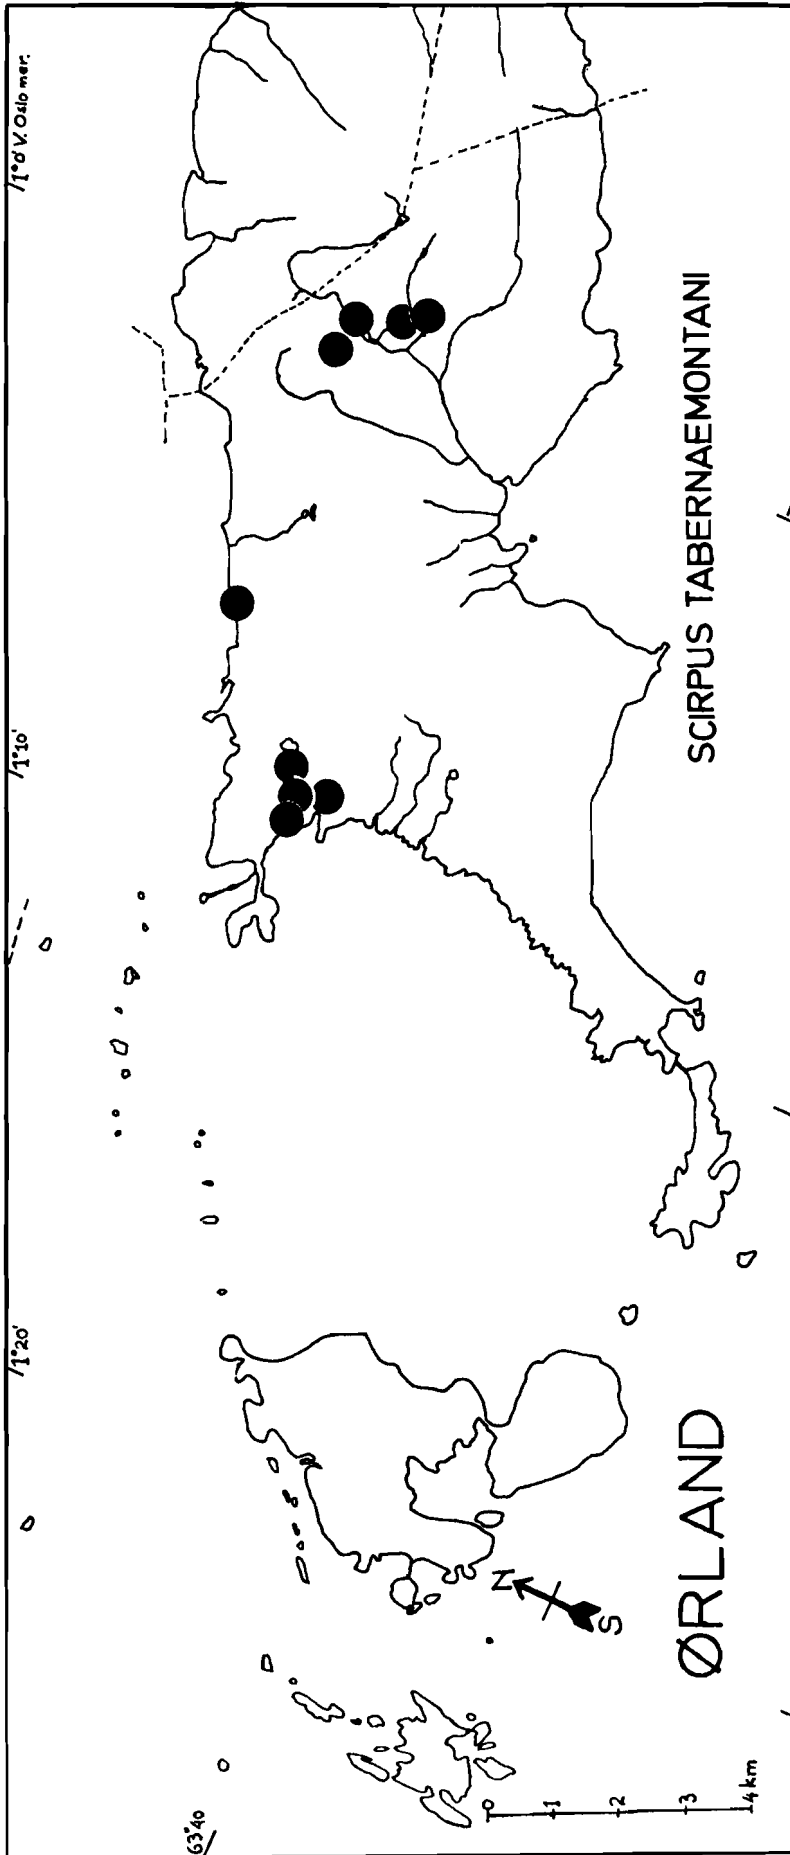 1°0' V. Oslo mer.
1°10'
1°20'
63°40
SCIRPUS TABERNAEMONTANI
ØRLAND
N
S
0
1
2
3
4 km